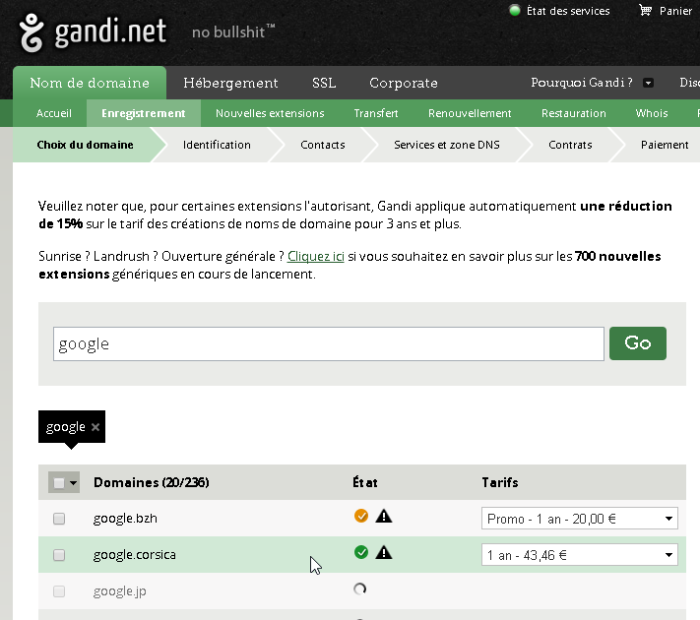 État des services
Panier
gandi.net no bullshit™
Nom de domaine Hébergement SSL Corporate Pourquoi Gandi ?
Accueil Enregistrement Nouvelles extensions Transfert Renouvellement Restauration Whois
Choix du domaine Identification Contacts Services et zone DNS Contrats Paiement
Veuillez noter que, pour certaines extensions l'autorisant, Gandi applique automatiquement une réduction
de 15% sur le tarif des créations de noms de domaine pour 3 ans et plus.
Sunrise ? Landrush ? Ouverture générale ? Cliquez ici si vous souhaitez en savoir plus sur les 700 nouvelles
extensions génériques en cours de lancement.
google Go
google ×
Domaines (20/236) État Tarifs
google.bzh Promo - 1 an - 20,00 €
google.corsica 1 an - 43,46 €
google.jp